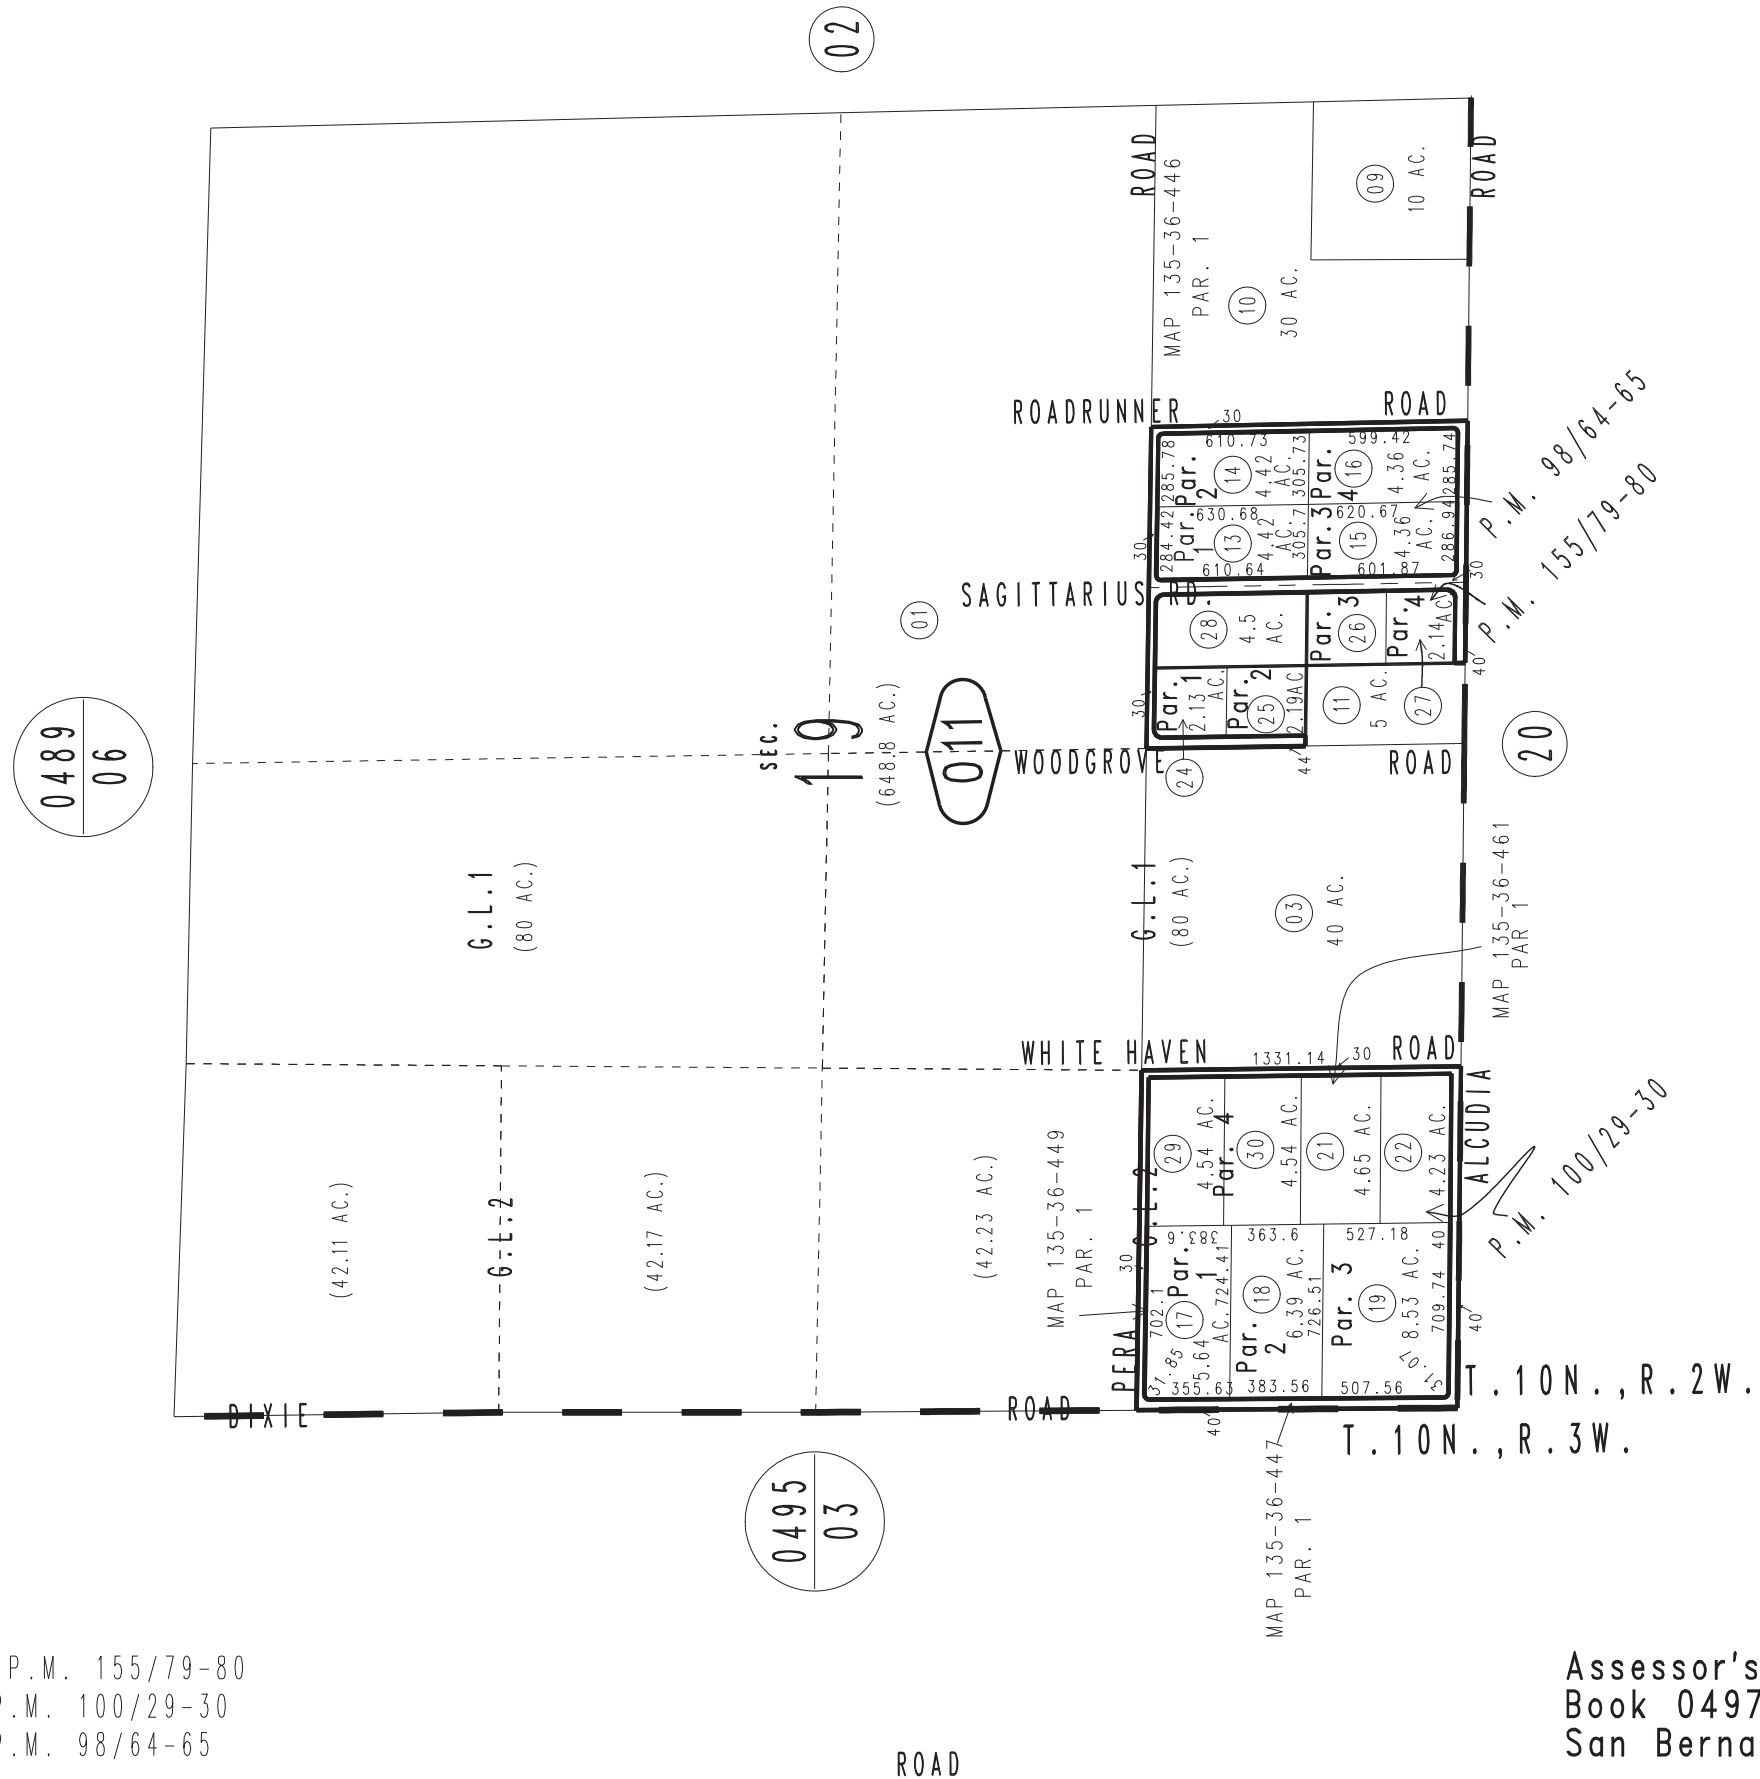 02
ROAD
ROAD
MAP 135-36-446
PAR. 1
09
10 AC.
10
30 AC.
ROADRUNNER
ROAD
30
P.M. 98/64-65
P.M. 155/79-80
285.78
610.73
Par.
2
14
4.42
AC.
305.73
599.42
Par.
4
16
4.36
AC.
285.74
284.42
630.68
Par.
1
13
4.42
AC.
305.7
610.64
620.67
Par. 3
15
4.36
AC.
286.94
601.87
30
30
SAGITTARIUS RD.
01
28
4.5
AC.
Par. 3
26
Par. 4
2.14
AC
40
30
Par. 1
2.13
AC.
Par. 2
25
2.19AC
11
5 AC.
27
24
44
WOODGROVE
ROAD
0489
06
SEC.
19
(648.8 AC.)
011
20
G.L.1
(80 AC.)
G.L.1
(80 AC.)
03
40 AC.
MAP 135-36-461
PAR 1
WHITE HAVEN
ROAD
1331.14
30
ALCUDIA
P.M. 100/29-30
G.L.2
(42.11 AC.)
(42.17 AC.)
(42.23 AC.)
MAP 135-36-449
PAR. 1
G.L.2
29
4.54 AC.
Par. 4
30
4.54 AC.
21
4.65 AC.
22
4.23 AC.
30
383.6
363.6
527.18
40
PERA
702.1
Par.
1
17
5.64
AC.
724.41
31.85
355.63
Par.
2
18
6.39 AC.
726.51
383.56
Par. 3
19
8.53 AC.
709.74
507.56
40
40
DIXIE
ROAD
T.10N.,R.2W.
T.10N.,R.3W.
0495
03
MAP 135-36-447
PAR. 1
P.M. 155/79-80
P.M. 100/29-30
P.M. 98/64-65
ROAD
Assessor's
Book 0497
San Berna